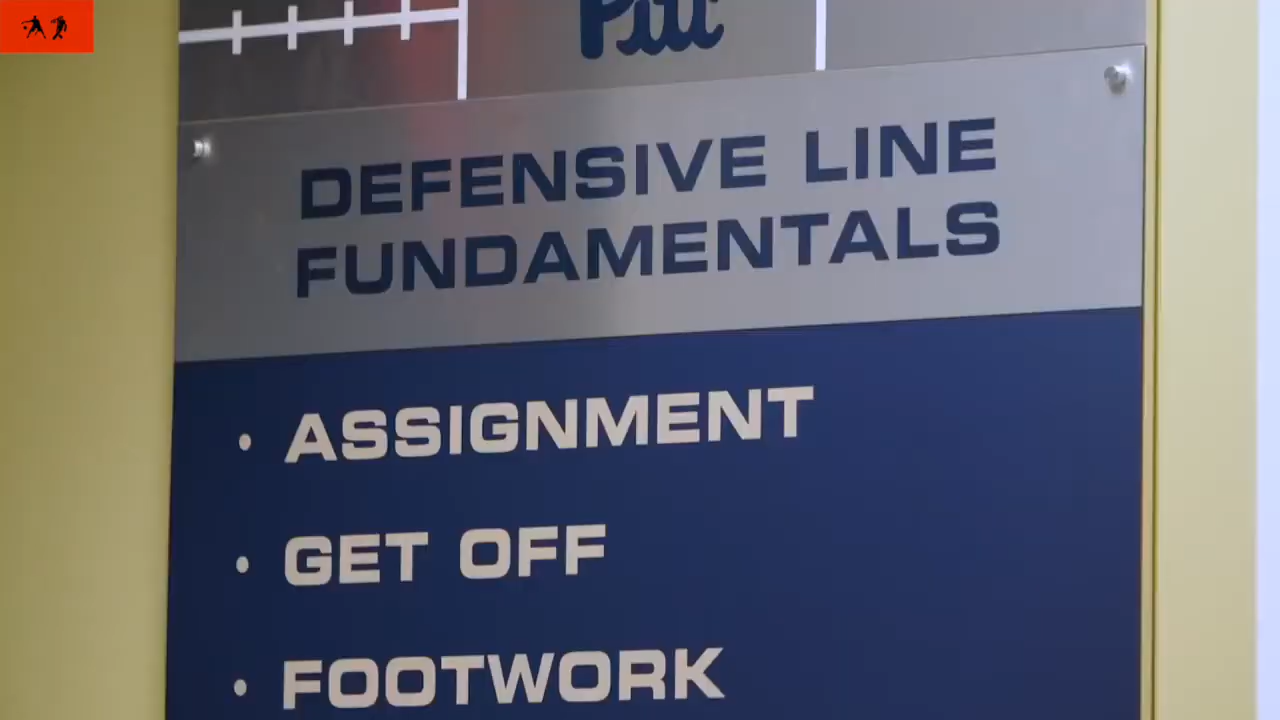 Pitt
DEFENSIVE LINE
FUNDAMENTALS
• ASSIGNMENT
• GET OFF
• FOOTWORK